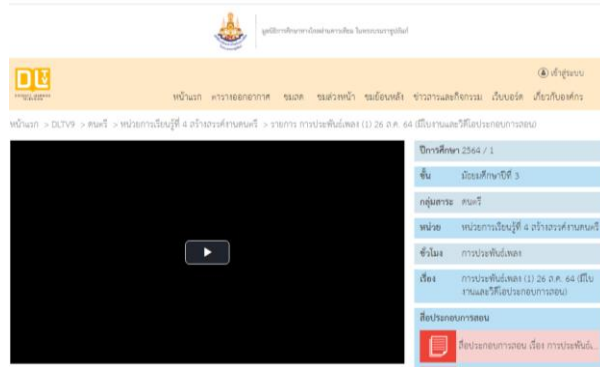 มูลนิธิการศึกษาทางไกลผ่านดาวเทียม ในพระบรมราชูปถัมภ์
DLTV
เข้าสู่ระบบ
หน้าแรก ตารางออกอากาศ ชมสด ชมล่วงหน้า ชมย้อนหลัง ข่าวสารและกิจกรรม เว็บบอร์ด เกี่ยวกับองค์กร
หน้าแรก > DLTV9 > ดนตรี > หน่วยการเรียนรู้ที่ 4 สร้างสรรค์งานดนตรี > รายการ การประพันธ์เพลง (1) 26 ส.ค. 64 (มีใบงานและวิดีโอประกอบการสอน)
ปีการศึกษา 2564 / 1
ชั้น มัธยมศึกษาปีที่ 3
กลุ่มสาระ ดนตรี
หน่วย หน่วยการเรียนรู้ที่ 4 สร้างสรรค์งานดนตรี
ชั่วโมง การประพันธ์เพลง
เรื่อง การประพันธ์เพลง (1) 26 ส.ค. 64 (มีใบ
งานและวิดีโอประกอบการสอน)
สื่อประกอบการสอน
สื่อประกอบการสอน เรื่อง การประพันธ์เ...